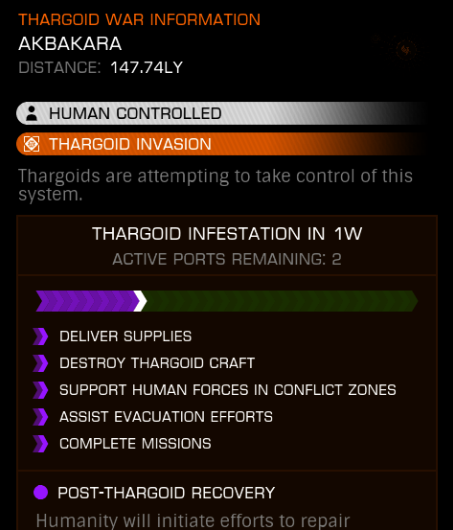 THARGOID WAR INFORMATION
AKBAKARA
DISTANCE: 147.74LY
HUMAN CONTROLLED
THARGOID INVASION
Thargoids are attempting to take control of this
system.
THARGOID INFESTATION IN 1W
ACTIVE PORTS REMAINING: 2
DELIVER SUPPLIES
DESTROY THARGOID CRAFT
SUPPORT HUMAN FORCES IN CONFLICT ZONES
ASSIST EVACUATION EFFORTS
COMPLETE MISSIONS
POST-THARGOID RECOVERY
Humanity will initiate efforts to repair